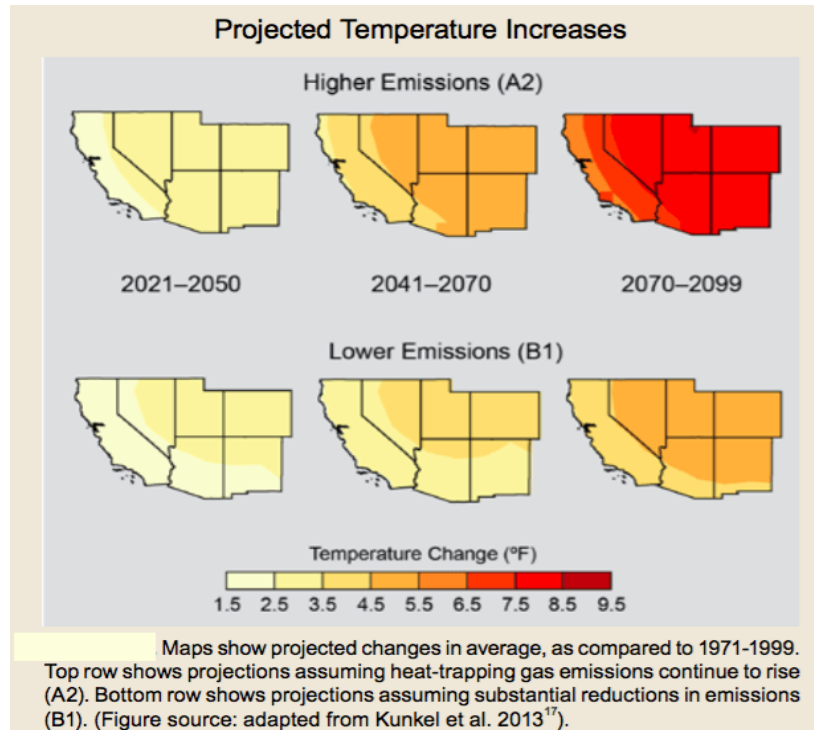 Projected Temperature Increases
Higher Emissions (A2)
2021–2050 2041–2070 2070–2099
Lower Emissions (B1)
Temperature Change (ºF)
1.5 2.5 3.5 4.5 5.5 6.5 7.5 8.5 9.5
. Maps show projected changes in average, as compared to 1971-1999.
Top row shows projections assuming heat-trapping gas emissions continue to rise
(A2). Bottom row shows projections assuming substantial reductions in emissions
(B1). (Figure source: adapted from Kunkel et al. 2013¹⁷).